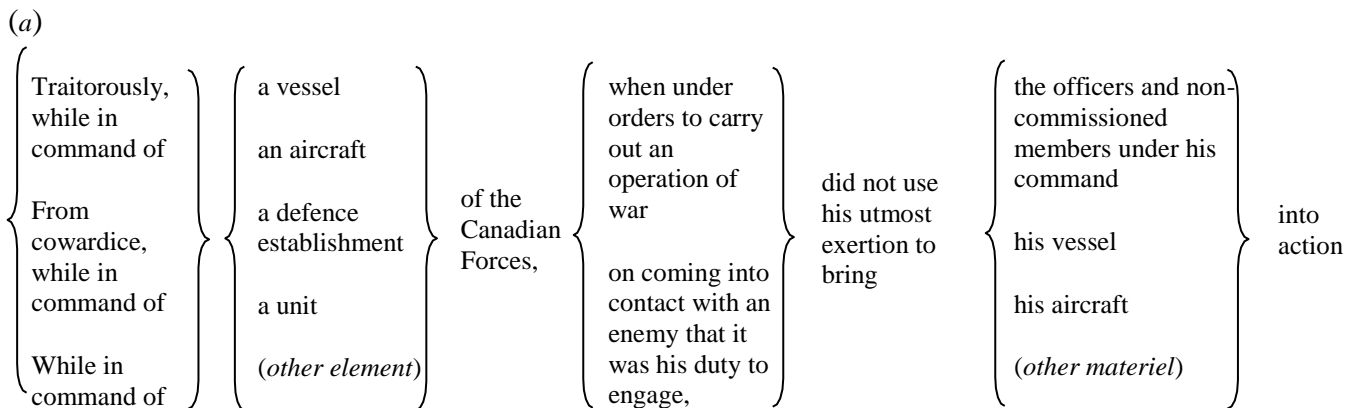 (a)
Traitorously,
while in
command of
From
cowardice,
while in
command of
While in
command of
a vessel
an aircraft
a defence
establishment
a unit
(other element)
of the
Canadian
Forces,
when under
orders to carry
out an
operation of
war
on coming into
contact with an
enemy that it
was his duty to
engage,
did not use
his utmost
exertion to
bring
the officers and non-
commissioned
members under his
command
his vessel
his aircraft
(other materiel)
into
action